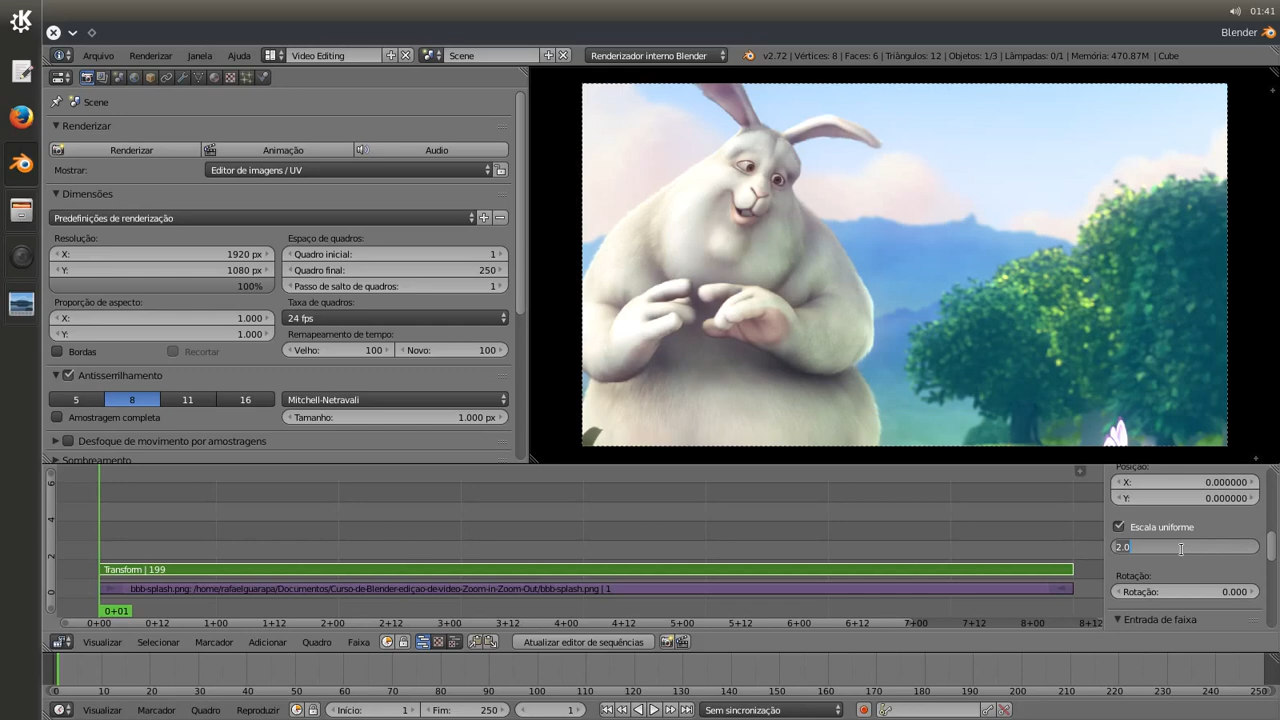 01:41
Blender
Arquivo Renderizar Janela Ajuda Video Editing Scene Renderizador interno Blender v2.72 | Vértices: 8 | Faces: 6 | Triângulos: 12 | Objetos: 1/3 | Lâmpadas: 0/1 | Memória: 470.87M | Cube
Scene
Renderizar
Renderizar Animação Audio
Mostrar: Editor de imagens / UV
Dimensões
Predefinições de renderização
Resolução: Espaço de quadros:
X: 1920 px Quadro inicial: 1
Y: 1080 px Quadro final: 250
100% Passo de salto de quadros: 1
Proporção de aspecto: Taxa de quadros:
X: 1.000 24 fps
Y: 1.000 Remapeamento de tempo:
Bordas Recortar Velho: 100 Novo: 100
Antisserrilhamento
5 8 11 16 Mitchell-Netravali
Amostragem completa Tamanho: 1.000 px
Desfoque de movimento por amostragens
Sombreamento
Posição:
X: 0.000000
Y: 0.000000
Escala uniforme
2.0
Rotação:
Rotação: 0.000
Entrada de faixa
6
4
2
0
Transform | 199
bbb-splash.png: /home/rafaelguarapa/Documentos/Curso-de-Blender-ediçao-de-video-Zoom-in-Zoom-Out/bbb-splash.png | 1
0+01
0+00 0+12 1+00 1+12 2+00 2+12 3+00 3+12 4+00 4+12 5+00 5+12 6+00 6+12 7+00 7+12 8+00 8+12
Visualizar Selecionar Marcador Adicionar Quadro Faixa Atualizar editor de sequências
0 10 20 30 40 50 60 70 80 90 100 110 120 130 140 150 160 170 180 190 200 210 220 230 240 250
Visualizar Marcador Quadro Reproduzir Início: 1 Fim: 250 1 Sem sincronização